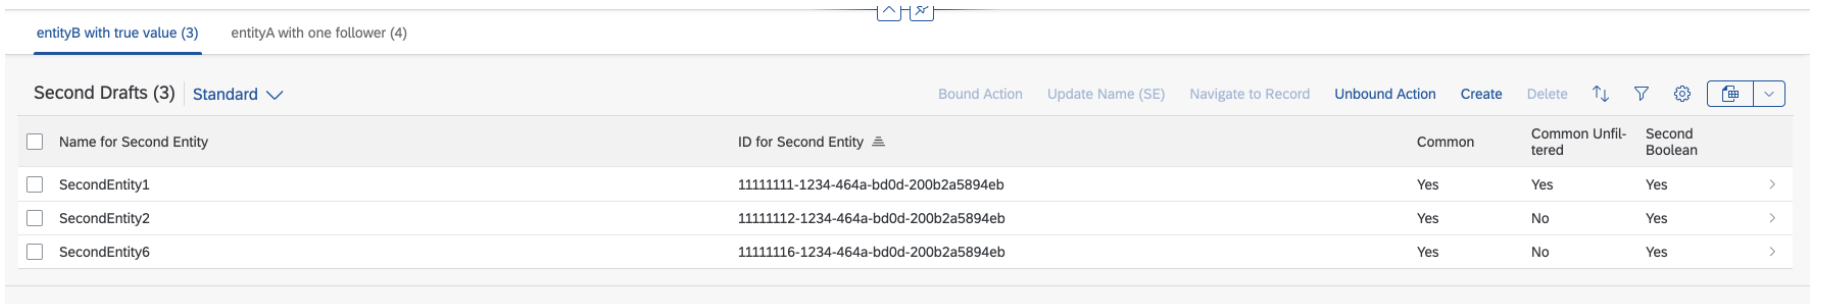 entityB with true value (3) entityA with one follower (4)
Second Drafts (3) Standard Bound Action Update Name (SE) Navigate to Record Unbound Action Create Delete
Name for Second Entity ID for Second Entity Common Common Unfil-
tered Second
Boolean
SecondEntity1 11111111-1234-464a-bd0d-200b2a5894eb Yes Yes Yes
SecondEntity2 11111112-1234-464a-bd0d-200b2a5894eb Yes No Yes
SecondEntity6 11111116-1234-464a-bd0d-200b2a5894eb Yes No Yes